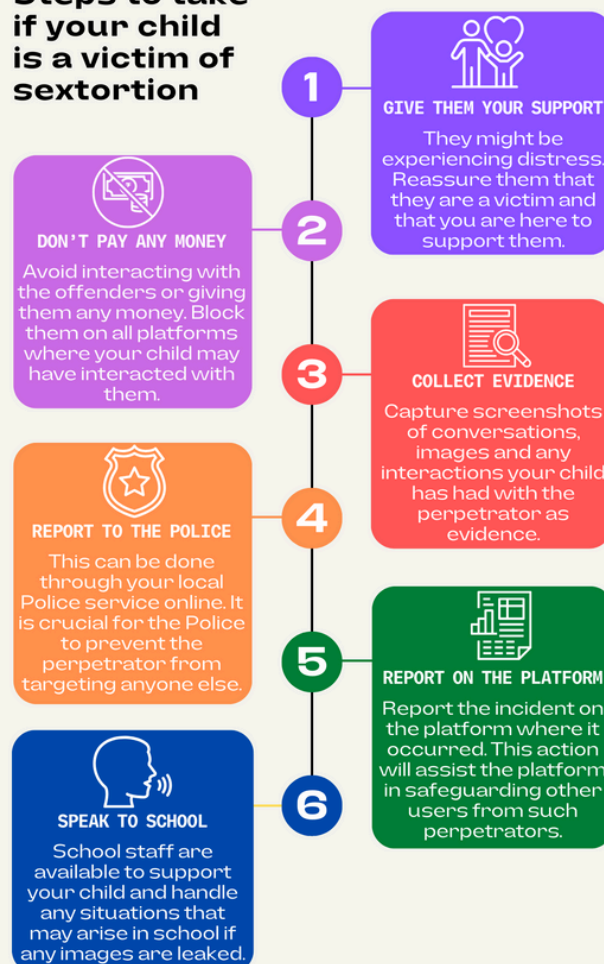 Steps to take
if your child
is a victim of
sextortion
1
GIVE THEM YOUR SUPPORT
They might be
experiencing distress.
Reassure them that
they are a victim and
that you are here to
support them.
2
DON'T PAY ANY MONEY
Avoid interacting with
the offenders or giving
them any money. Block
them on all platforms
where your child may
have interacted with
them.
3
COLLECT EVIDENCE
Capture screenshots
of conversations,
images and any
interactions your child
has had with the
perpetrator as
evidence.
4
REPORT TO THE POLICE
This can be done
through your local
Police service online. It
is crucial for the Police
to prevent the
perpetrator from
targeting anyone else.
5
REPORT ON THE PLATFORM
Report the incident on
the platform where it
occurred. This action
will assist the platform
in safeguarding other
users from such
perpetrators.
6
SPEAK TO SCHOOL
School staff are
available to support
your child and handle
any situations that
may arise in school if
any images are leaked.